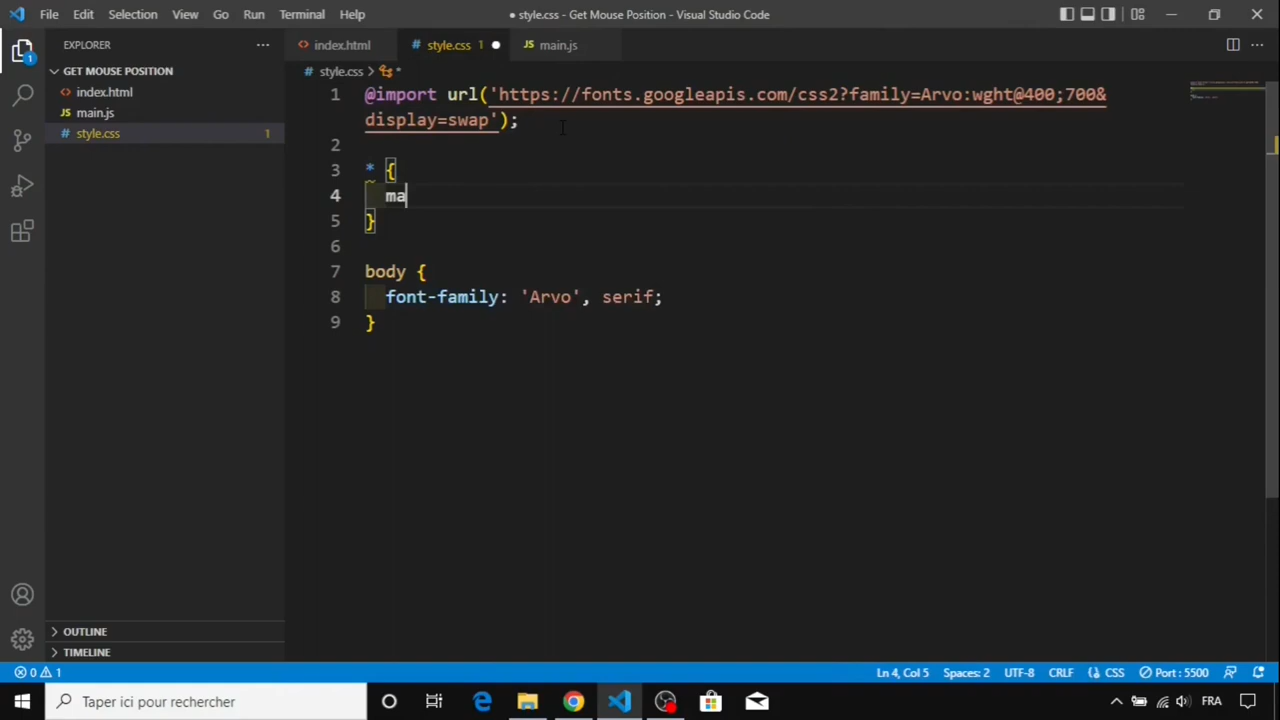 File Edit Selection View Go Run Terminal Help
● style.css - Get Mouse Position - Visual Studio Code
EXPLORER ···
<> index.html # style.css 1 ● JS main.js
GET MOUSE POSITION
<> index.html
JS main.js
# style.css 1
# style.css > *
1 @import url('https://fonts.googleapis.com/css2?family=Arvo:wght@400;700&
display=swap');
2
3 * {
4 ma
5 }
6
7 body {
8 font-family: 'Arvo', serif;
9 }
1
OUTLINE
TIMELINE
0 1 Ln 4, Col 5 Spaces: 2 UTF-8 CRLF {} CSS Port : 5500
Taper ici pour rechercher FRA